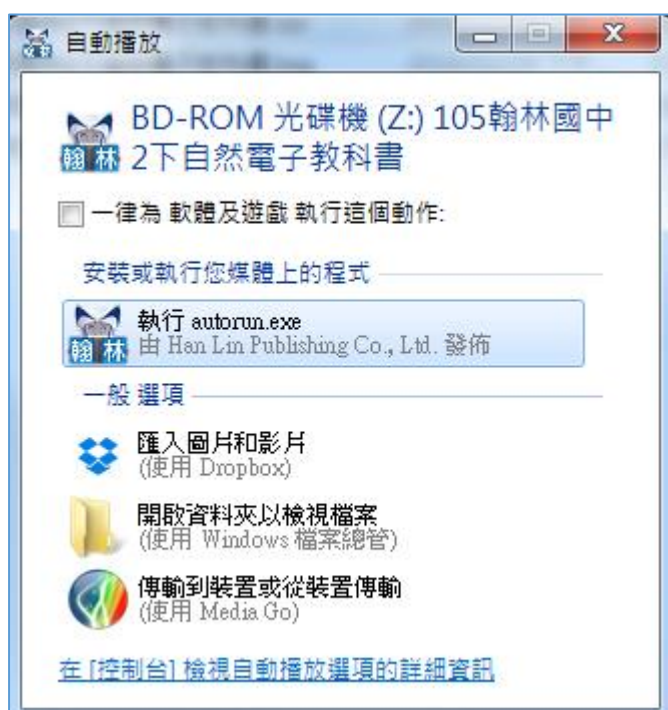 自動播放
BD-ROM 光碟機 (Z:) 105翰林國中
翰林 2下自然電子教科書
一律為 軟體及遊戲 執行這個動作:
安裝或執行您媒體上的程式
執行 autorun.exe
翰林 由 Han Lin Publishing Co., Ltd. 發佈
一般 選項
匯入圖片和影片
(使用 Dropbox)
開啟資料夾以檢視檔案
(使用 Windows 檔案總管)
傳輸到裝置或從裝置傳輸
(使用 Media Go)
在 [控制台] 檢視自動播放選項的詳細資訊